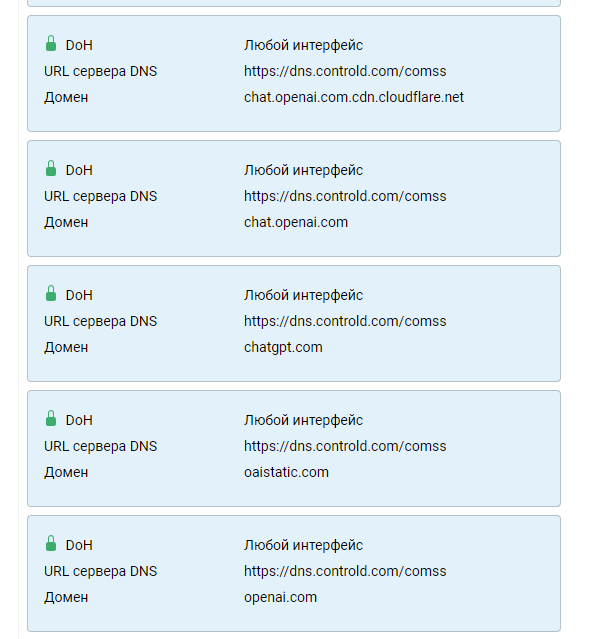 DoH Любой интерфейс
URL сервера DNS https://dns.controld.com/comss
Домен chat.openai.com.cdn.cloudflare.net
DoH Любой интерфейс
URL сервера DNS https://dns.controld.com/comss
Домен chat.openai.com
DoH Любой интерфейс
URL сервера DNS https://dns.controld.com/comss
Домен chatgpt.com
DoH Любой интерфейс
URL сервера DNS https://dns.controld.com/comss
Домен oaistatic.com
DoH Любой интерфейс
URL сервера DNS https://dns.controld.com/comss
Домен openai.com